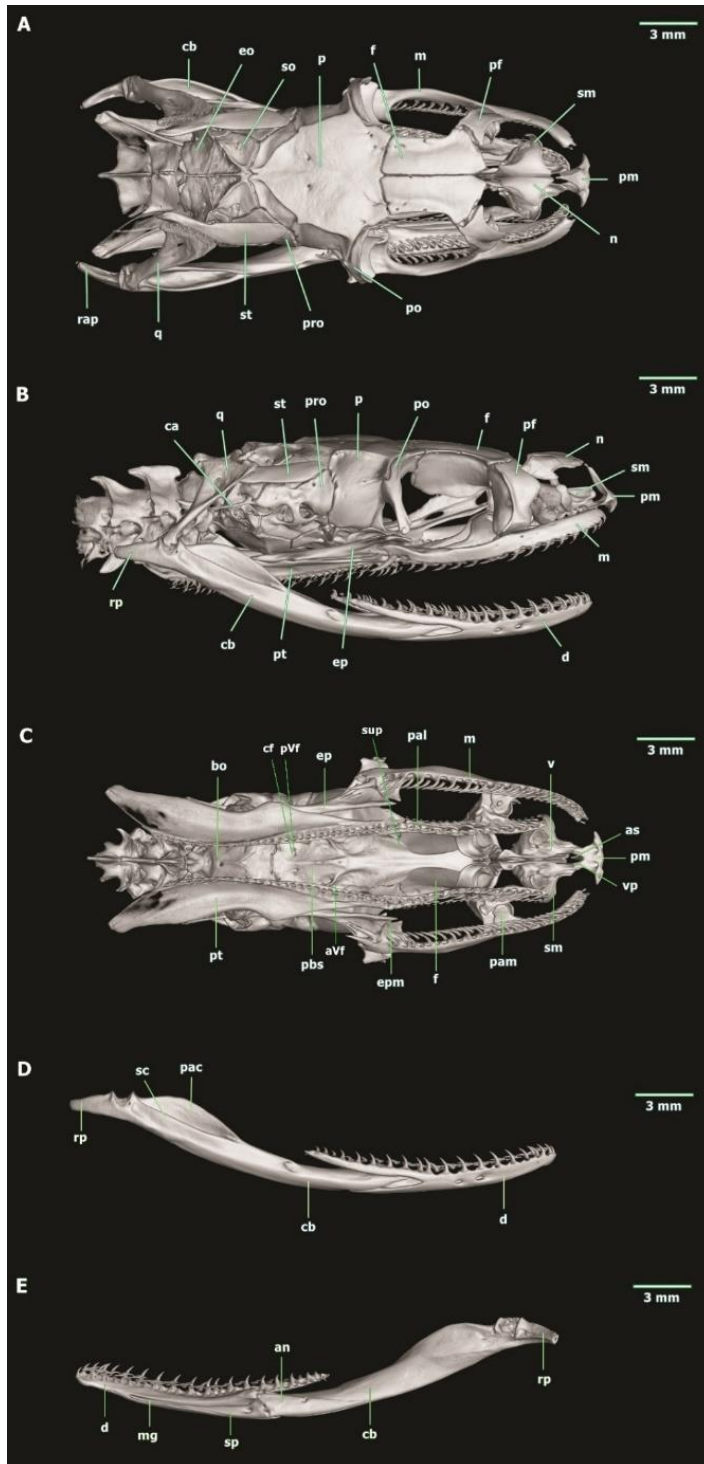 A
3 mm
cb eo so p f m pf sm
pm
n
rap q st pro po
B
3 mm
ca q st pro p po f pf n
sm
pm
m
rp cb pt ep d
C
3 mm
bo cf pVf ep sup pal m v
as
pm
vp
pt pbs aVf epm f pam sm
D
3 mm
sc pac
rp
cb d
E
3 mm
an
rp
d mg sp cb